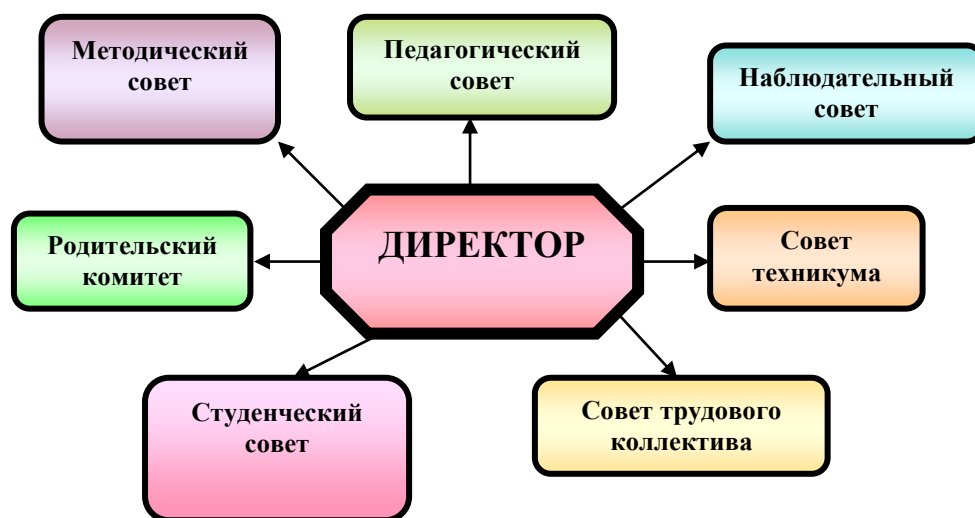 Методический
совет
Педагогический
совет
Наблюдательный
совет
Родительский
комитет
ДИРЕКТОР
Совет
техникума
Студенческий
совет
Совет трудового
коллектива